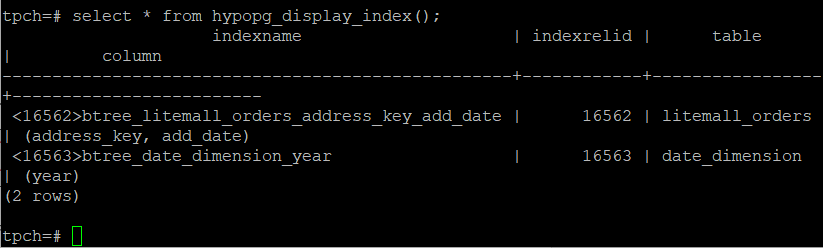 tpch=# select * from hypopg_display_index();
                     indexname                     | indexrelid |      table
|          column
---------------------------------------------------+------------+-----------------
+-------------------------
 <16562>btree_litemall_orders_address_key_add_date |      16562 | litemall_orders
| (address_key, add_date)
 <16563>btree_date_dimension_year                  |      16563 | date_dimension
| (year)
(2 rows)
tpch=#